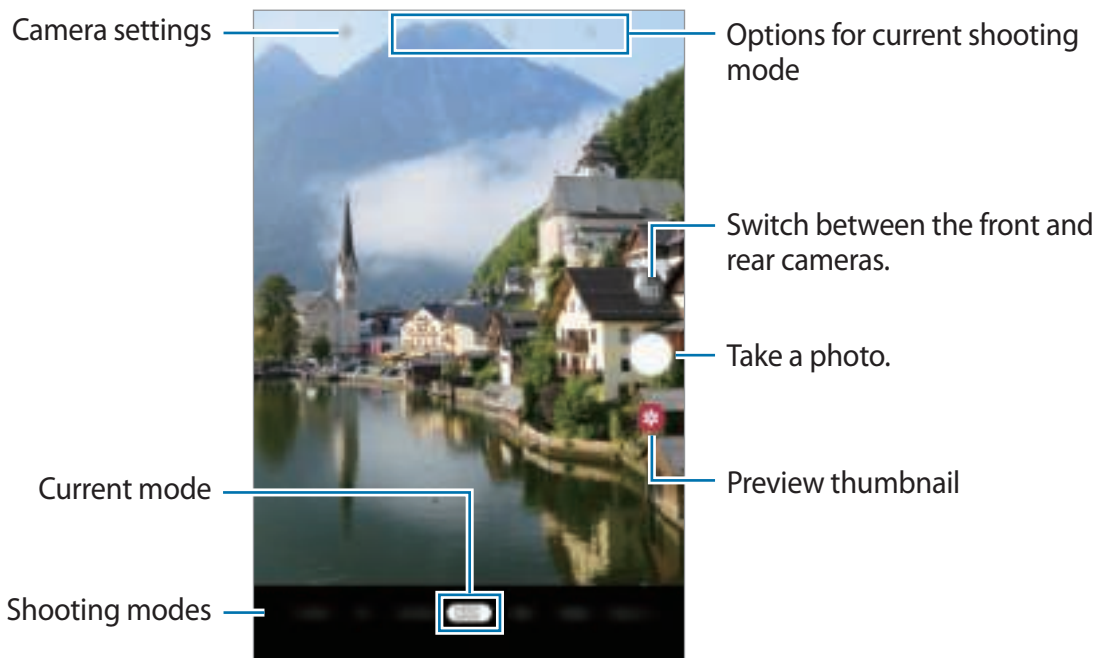 Camera settings
Options for current shooting
mode
Switch between the front and
rear cameras.
Take a photo.
Current mode
Preview thumbnail
Shooting modes